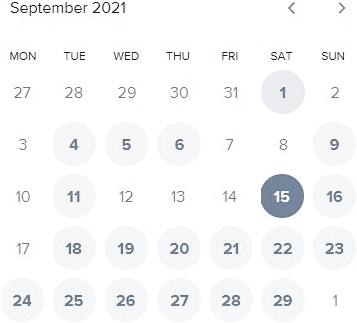 September 2021
MON TUE WED THU FRI SAT SUN
27 28 29 30 31 1 2
3 4 5 6 7 8 9
10 11 12 13 14 15 16
17 18 19 20 21 22 23
24 25 26 27 28 29 1